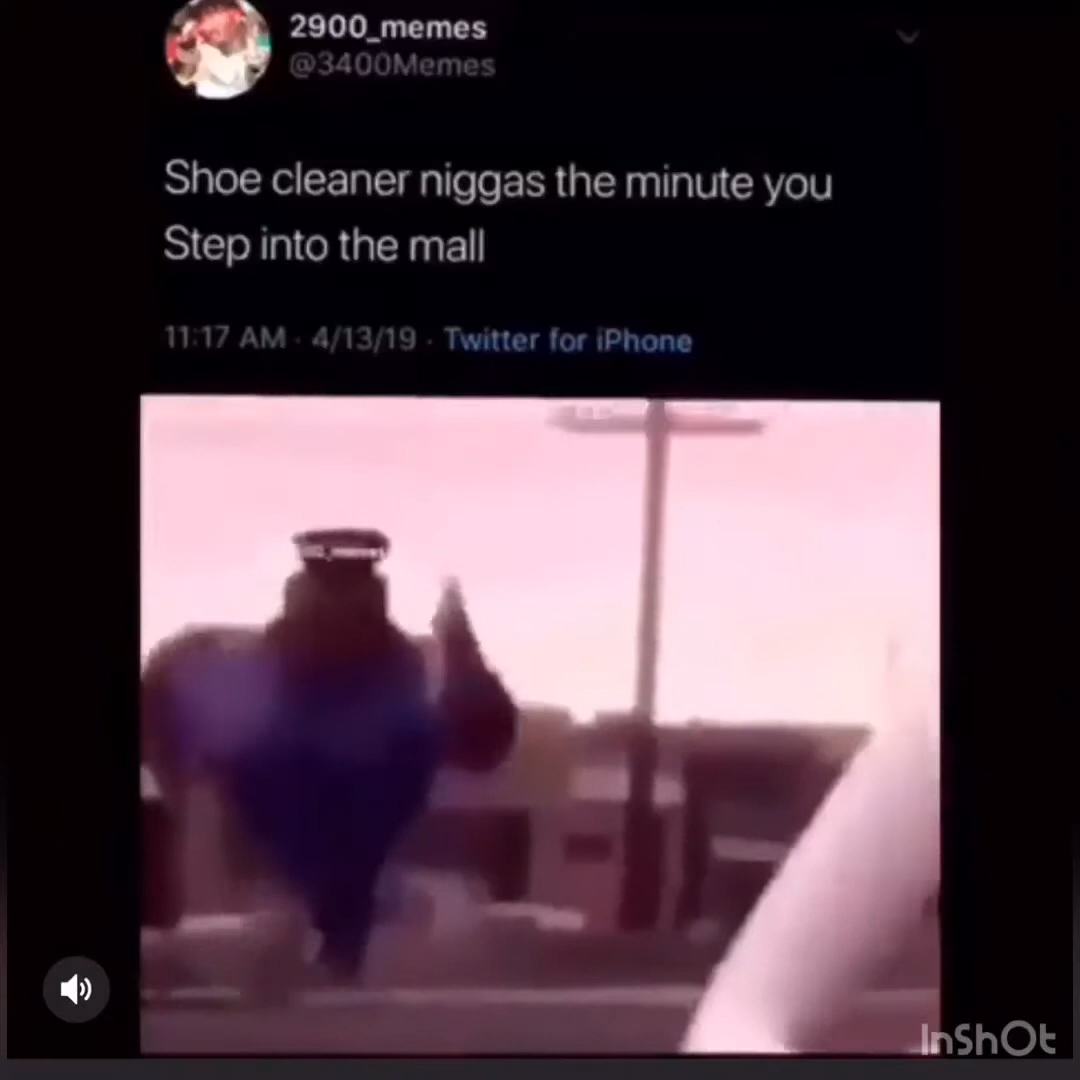 2900_memes
@3400Memes
Shoe cleaner niggas the minute you
Step into the mall
11:17 AM · 4/13/19 · Twitter for iPhone
InShOt